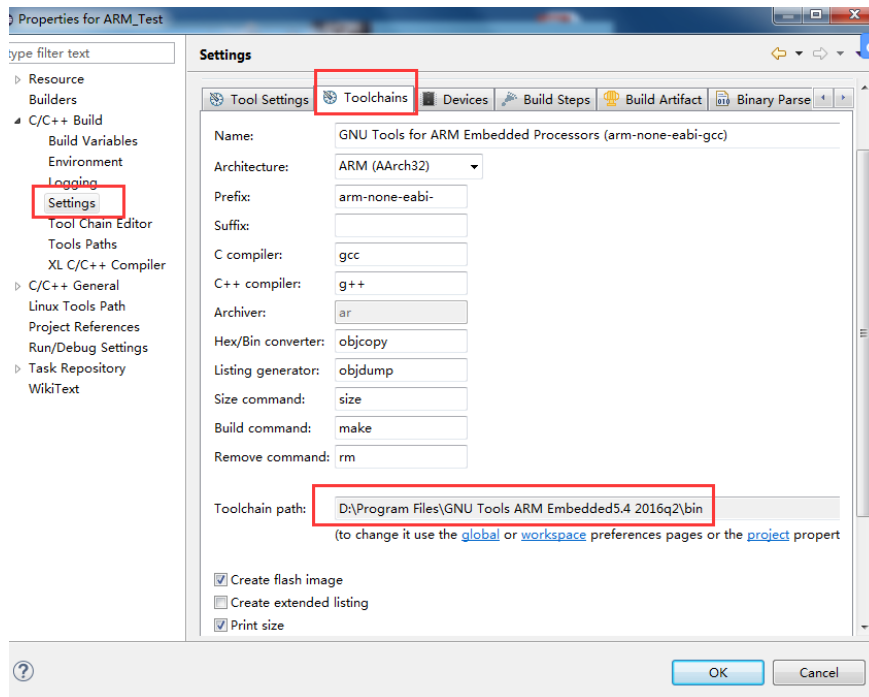 Properties for ARM_Test
type filter text
Settings
Resource
Builders
C/C++ Build
Build Variables
Environment
Logging
Settings
Tool Chain Editor
Tools Paths
XL C/C++ Compiler
C/C++ General
Linux Tools Path
Project References
Run/Debug Settings
Task Repository
WikiText
Tool Settings Toolchains Devices Build Steps Build Artifact Binary Parse
Name: GNU Tools for ARM Embedded Processors (arm-none-eabi-gcc)
Architecture: ARM (AArch32)
Prefix: arm-none-eabi-
Suffix:
C compiler: gcc
C++ compiler: g++
Archiver: ar
Hex/Bin converter: objcopy
Listing generator: objdump
Size command: size
Build command: make
Remove command: rm
Toolchain path: D:\Program Files\GNU Tools ARM Embedded5.4 2016q2\bin
(to change it use the global or workspace preferences pages or the project propert
Create flash image
Create extended listing
Print size
OK Cancel